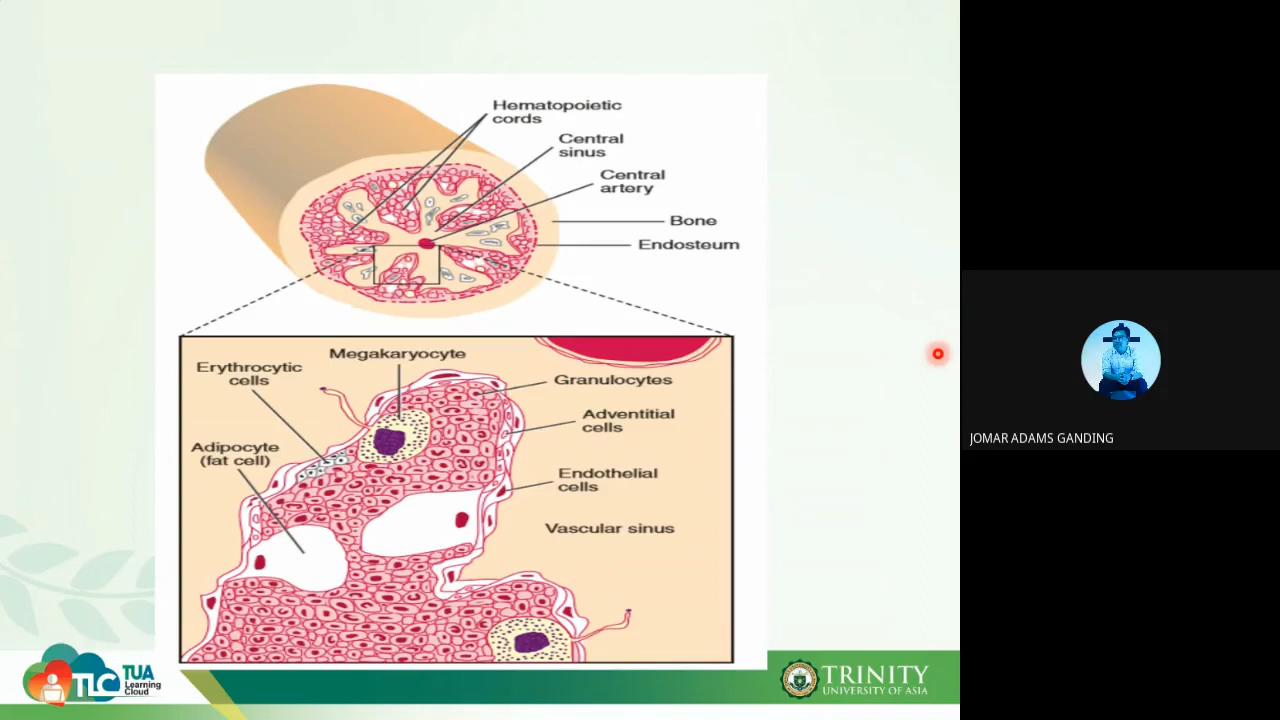 Hematopoietic
cords
Central
sinus
Central
artery
Bone
Endosteum
Megakaryocyte
Erythrocytic
cells
Granulocytes
Adventitial
cells
Adipocyte
(fat cell)
Endothelial
cells
Vascular sinus
JOMAR ADAMS GANDING
TLC
TUA
Learning
Cloud
TRINITY
UNIVERSITY OF ASIA